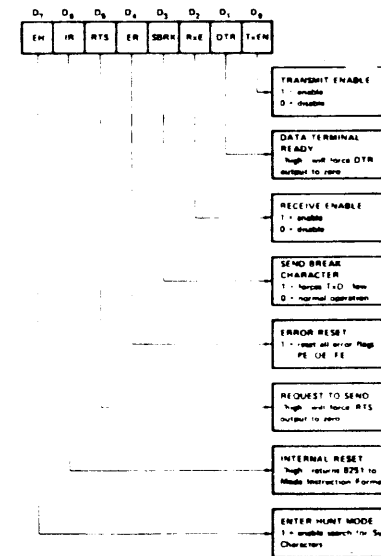 D7 D6 D5 D4 D3 D2 D1 D0
EH IR RTS ER SBRK RxE DTR TxEN
TRANSMIT ENABLE
1 = enable
0 = disable
DATA TERMINAL
READY
"high" will force DTR
output to zero
RECEIVE ENABLE
1 = enable
0 = disable
SEND BREAK
CHARACTER
1 = forces TxD low
0 = normal operation
ERROR RESET
1 = reset all error flags
PE OE FE
REQUEST TO SEND
"high" will force RTS
output to zero
INTERNAL RESET
"high" returns 8251 to
Mode Instruction Forma
ENTER HUNT MODE
1 = enable search for Sy
Characters